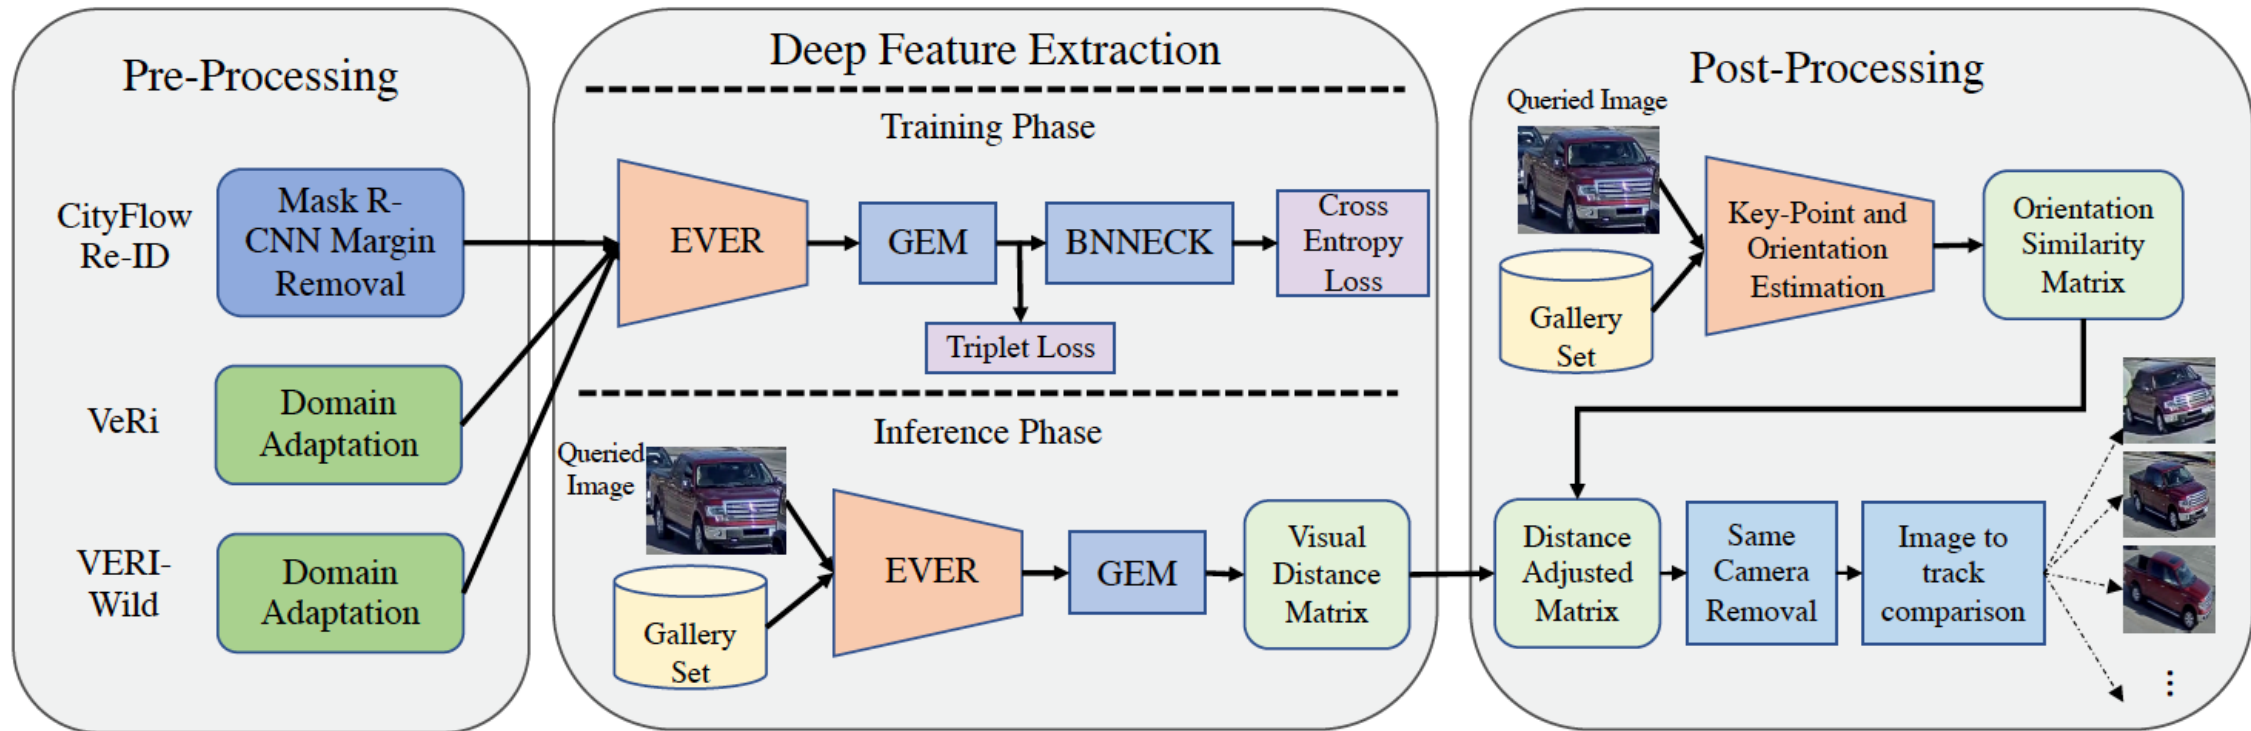 Pre-Processing
CityFlow
Re-ID
Mask R-
CNN Margin
Removal
VeRi
Domain
Adaptation
VERI-
Wild
Domain
Adaptation
Deep Feature Extraction
Training Phase
EVER
GEM
BNNECK
Cross
Entropy
Loss
Triplet Loss
Inference Phase
Queried
Image
Gallery
Set
EVER
GEM
Visual
Distance
Matrix
Post-Processing
Queried Image
Gallery
Set
Key-Point and
Orientation
Estimation
Orientation
Similarity
Matrix
Distance
Adjusted
Matrix
Same
Camera
Removal
Image to
track
comparison
...